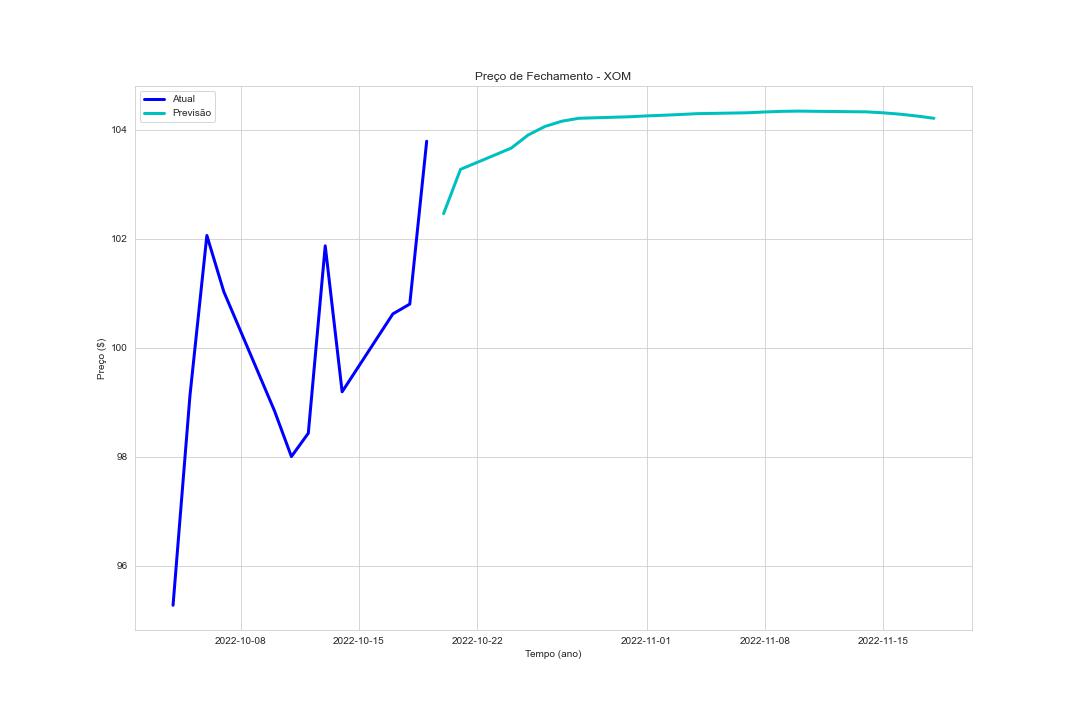 Preço de Fechamento - XOM
Atual
Previsão
104
102
100
98
96
Preço ($)
2022-10-08
2022-10-15
2022-10-22
2022-11-01
2022-11-08
2022-11-15
Tempo (ano)